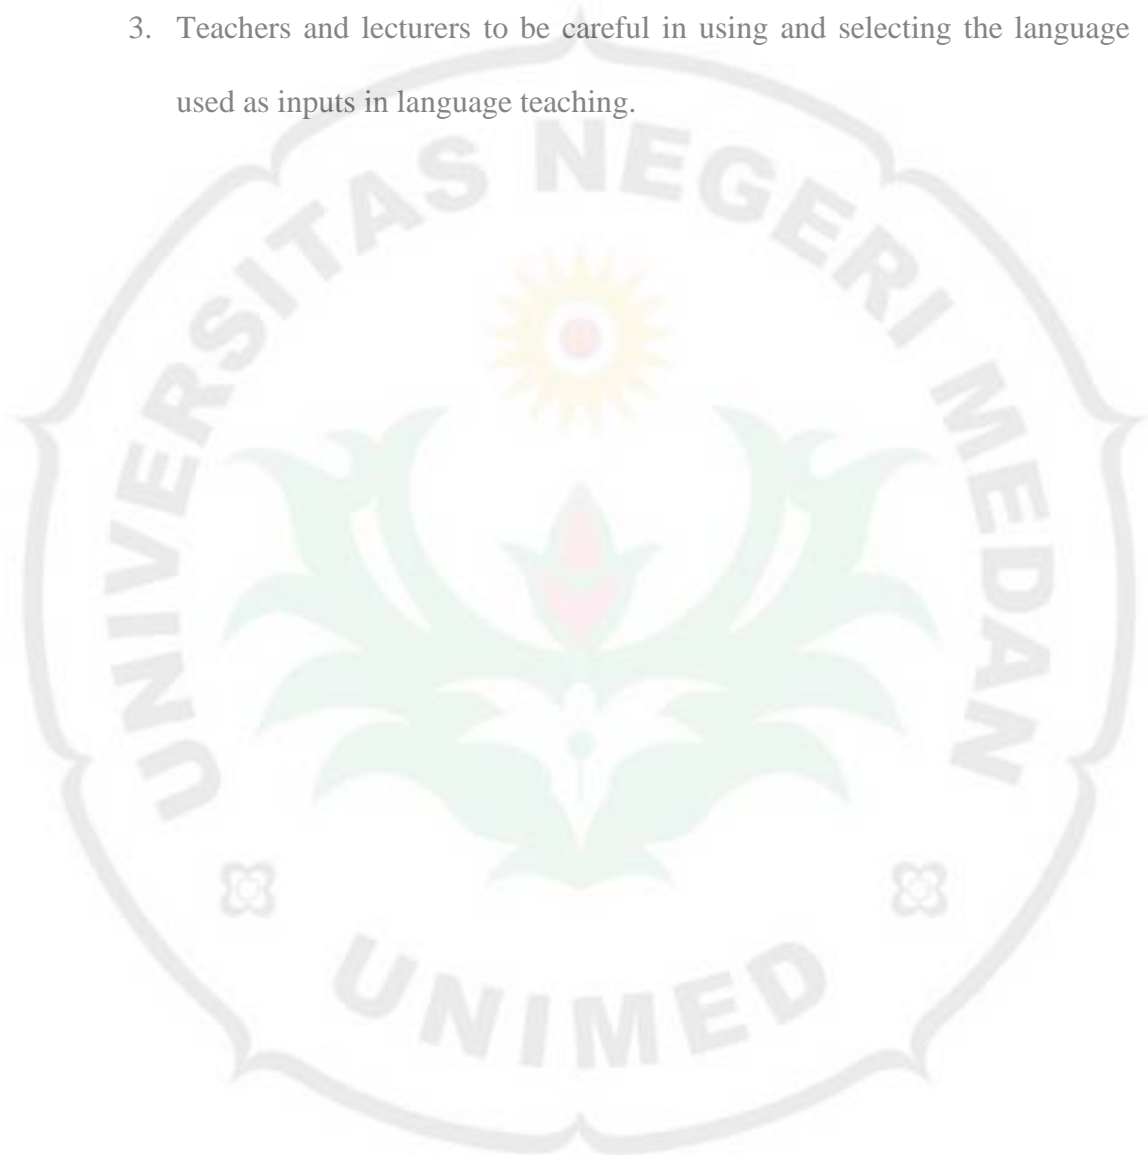 3. Teachers and lecturers to be careful in using and selecting the language
used as inputs in language teaching.
UNIVERSITAS NEGERI MEDAN
UNIMED